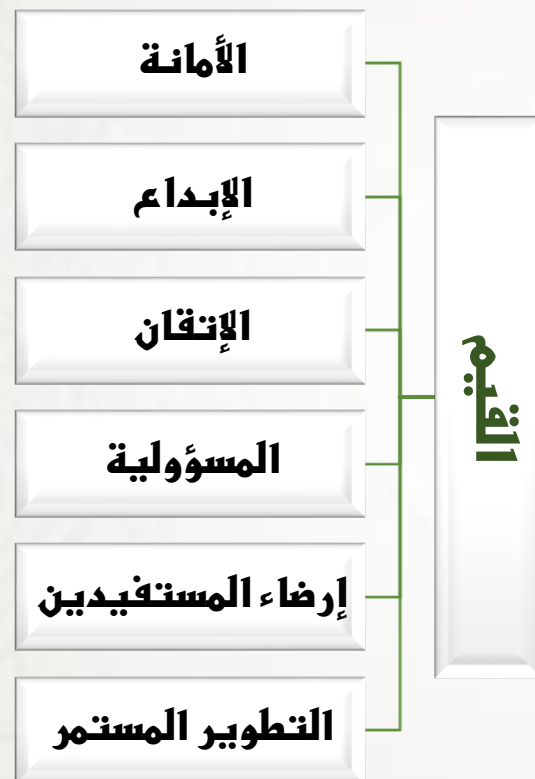 القيم
الأمانة
الإبداع
الإتقان
المسؤولية
إرضاء المستفيدين
التطوير المستمر